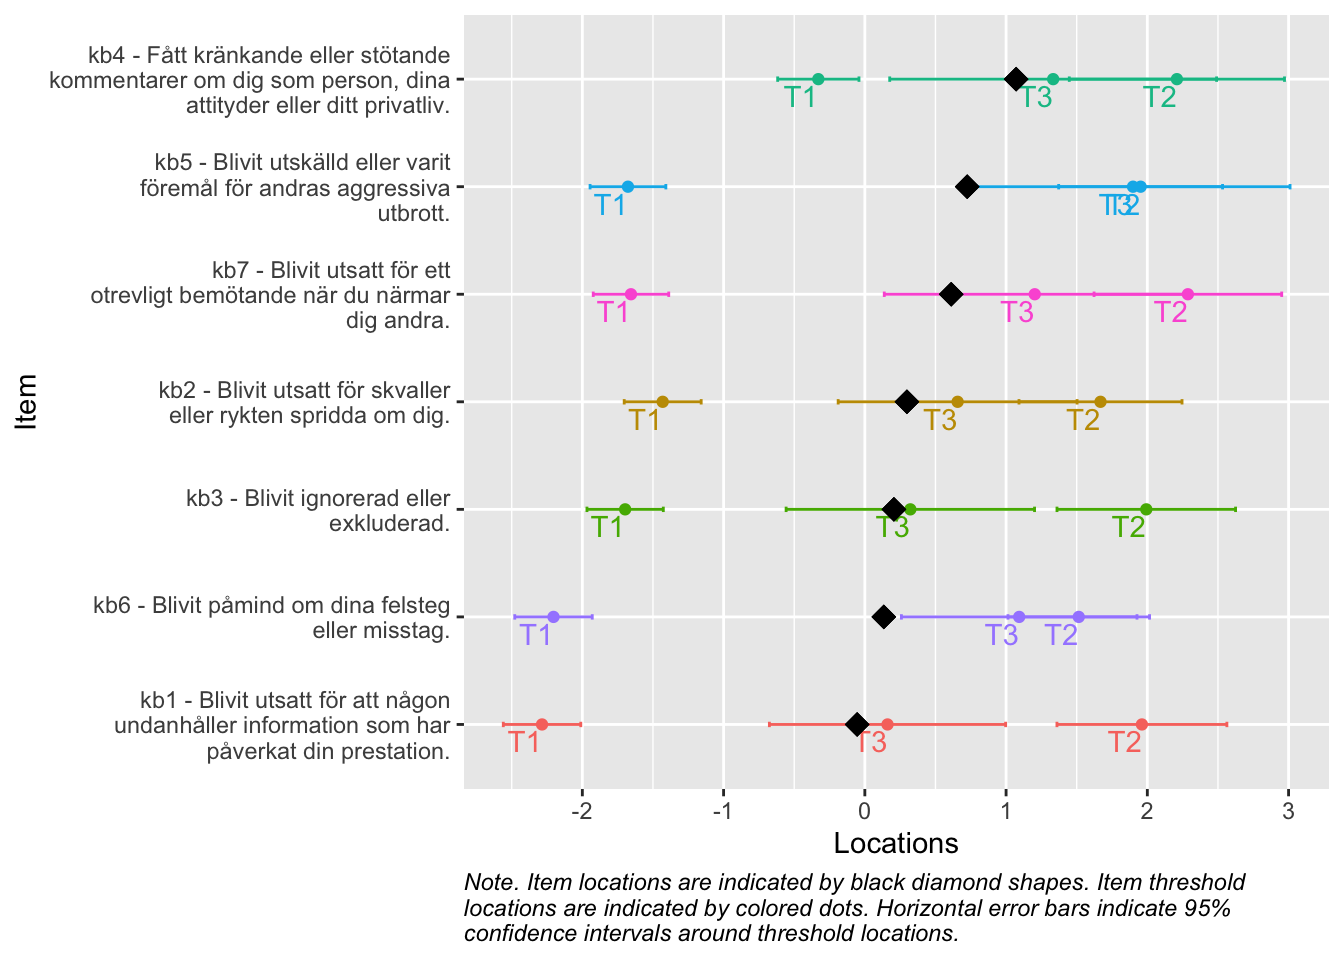 kb4 - Fått kränkande eller stötande
kommentarer om dig som person, dina
attityder eller ditt privatliv.
T1
T3
T2
kb5 - Blivit utskälld eller varit
föremål för andras aggressiva
utbrott.
T1
T3
T2
kb7 - Blivit utsatt för ett
otrevligt bemötande när du närmar
dig andra.
T1
T3
T2
kb2 - Blivit utsatt för skvaller
eller rykten spridda om dig.
T1
T3
T2
kb3 - Blivit ignorerad eller
exkluderad.
T1
T3
T2
kb6 - Blivit påmind om dina felsteg
eller misstag.
T1
T3
T2
kb1 - Blivit utsatt för att någon
undanhåller information som har
påverkat din prestation.
T1
T3
T2
Item
-2
-1
0
1
2
3
Locations
Note. Item locations are indicated by black diamond shapes. Item threshold
locations are indicated by colored dots. Horizontal error bars indicate 95%
confidence intervals around threshold locations.